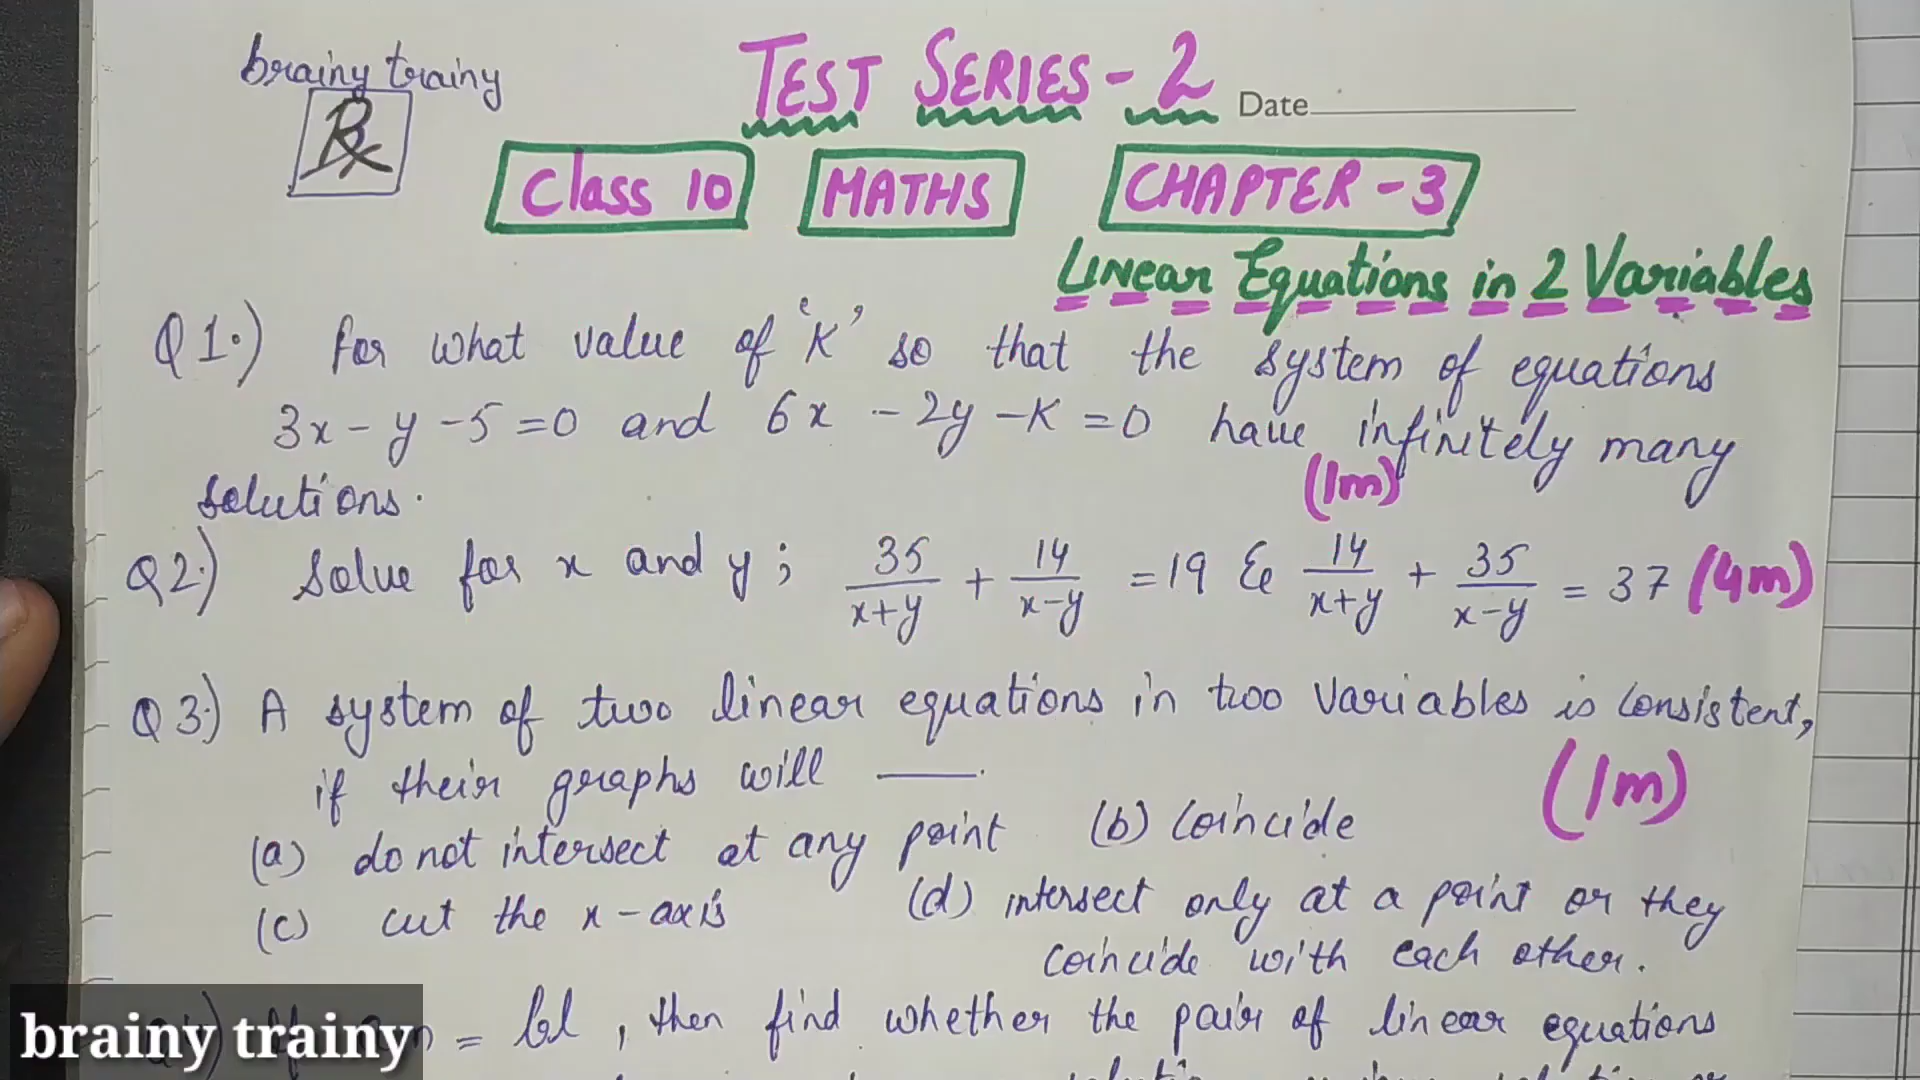 brainy trainy
Rx
TEST SERIES - 2
Date
Class 10 MATHS CHAPTER - 3
Linear Equations in 2 Variables
Q1.) for what value of 'K' so that the system of equations
3x - y - 5 = 0 and 6x - 2y - K = 0 have infinitely many
solutions. (1m)
Q2.) Solve for x and y ; 35/(x+y) + 14/(x-y) = 19 & 14/(x+y) + 35/(x-y) = 37 (4m)
Q3.) A system of two linear equations in two variables is consistent,
if their graphs will ____. (1m)
(a) do not intersect at any point (b) coincide
(c) cut the x-axis (d) intersect only at a point or they
coincide with each other.
= bl , then find whether the pair of linear equations
brainy trainy